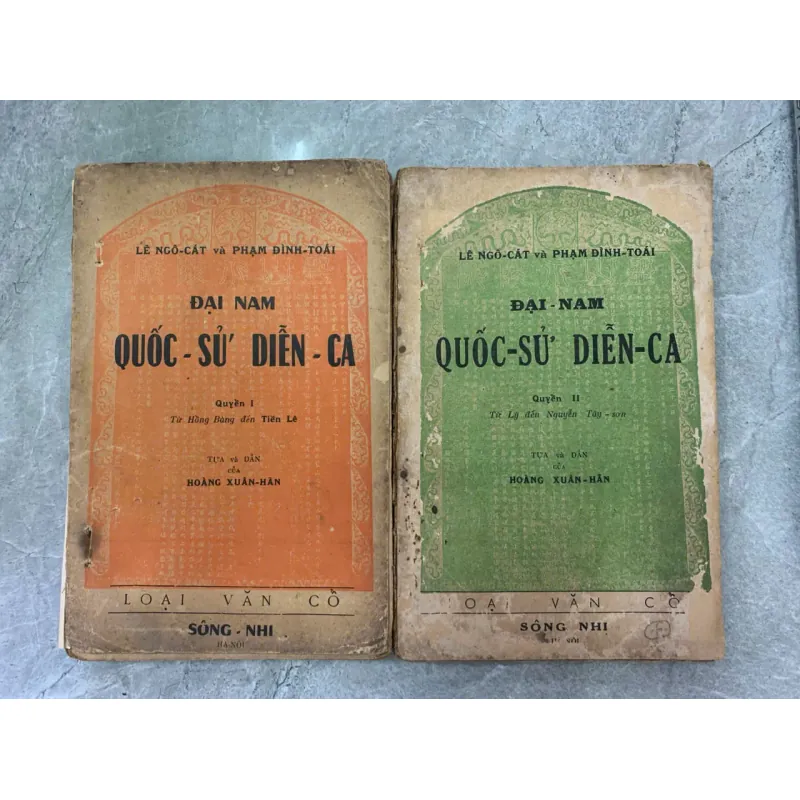 LÊ NGÔ-CÁT và PHẠM ĐÌNH-TOÁI
ĐẠI NAM
QUỐC - SỬ DIỄN - CA
Quyển I
Từ Hồng Bàng đến Tiền Lê
TỰA và DẪN
CỦA
HOÀNG XUÂN-HÃN
LOẠI VĂN CỔ
SÔNG - NHI
HÀ-NỘI
LÊ NGÔ-CÁT và PHẠM ĐÌNH-TOÁI
ĐẠI - NAM
QUỐC-SỬ DIỄN-CA
Quyển II
Từ Lý đến Nguyễn Tây-sơn
TỰA và DẪN
CỦA
HOÀNG XUÂN-HÃN
OẠI VĂN CỔ
SÔNG NHỊ